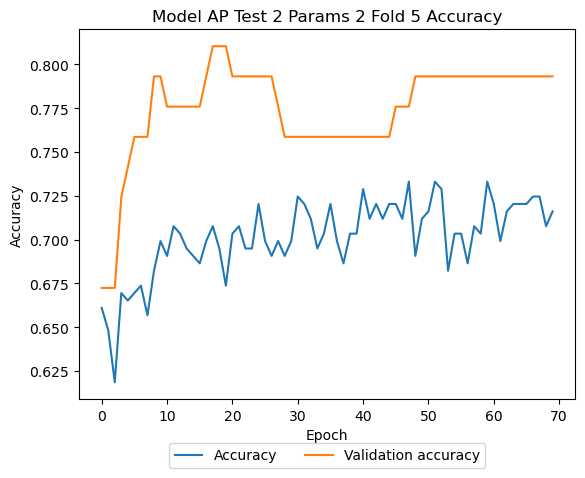 Model AP Test 2 Params 2 Fold 5 Accuracy
Accuracy
0.800
0.775
0.750
0.725
0.700
0.675
0.650
0.625
0 10 20 30 40 50 60 70
Epoch
Accuracy Validation accuracy